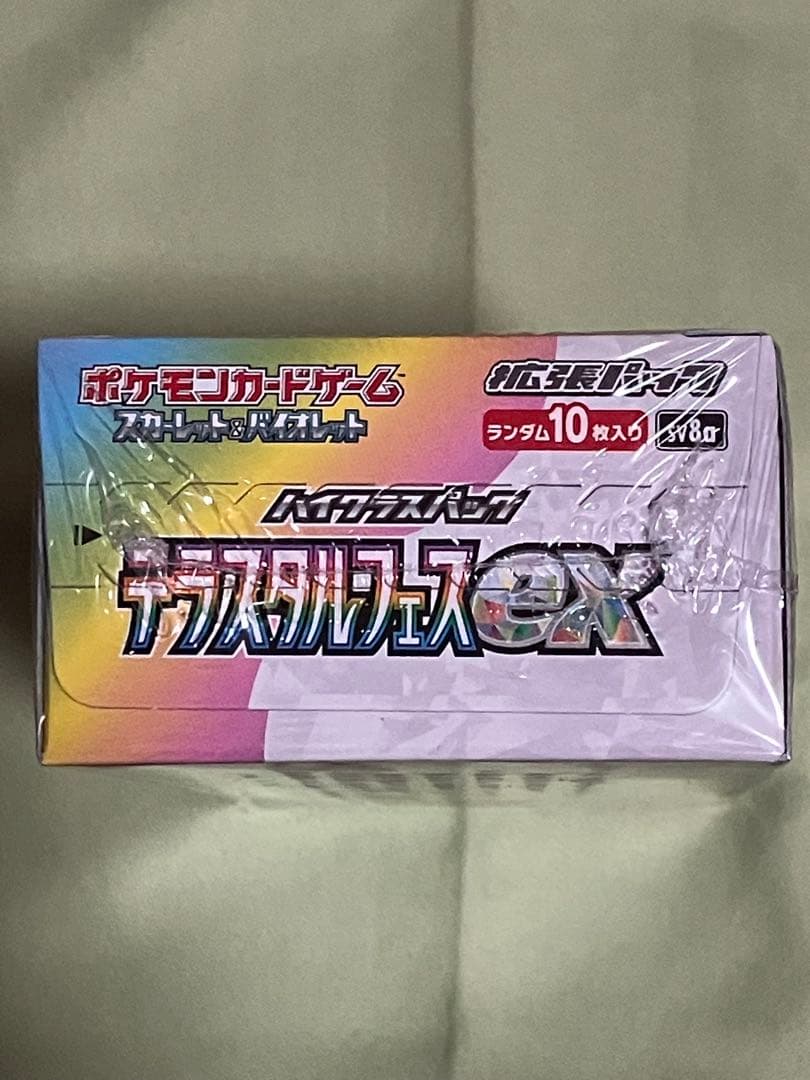 ポケモンカードゲーム
スカーレット&バイオレット
拡張パック
ランダム10枚入り sv8a
ハイクラスパック
テラスタルフェスex